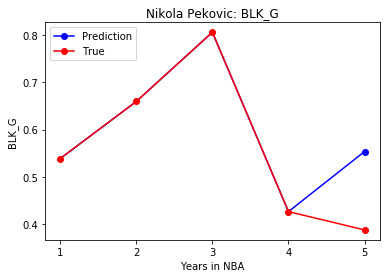 Nikola Pekovic: BLK_G
Prediction
True
BLK_G
0.8
0.7
0.6
0.5
0.4
1 2 3 4 5
Years in NBA